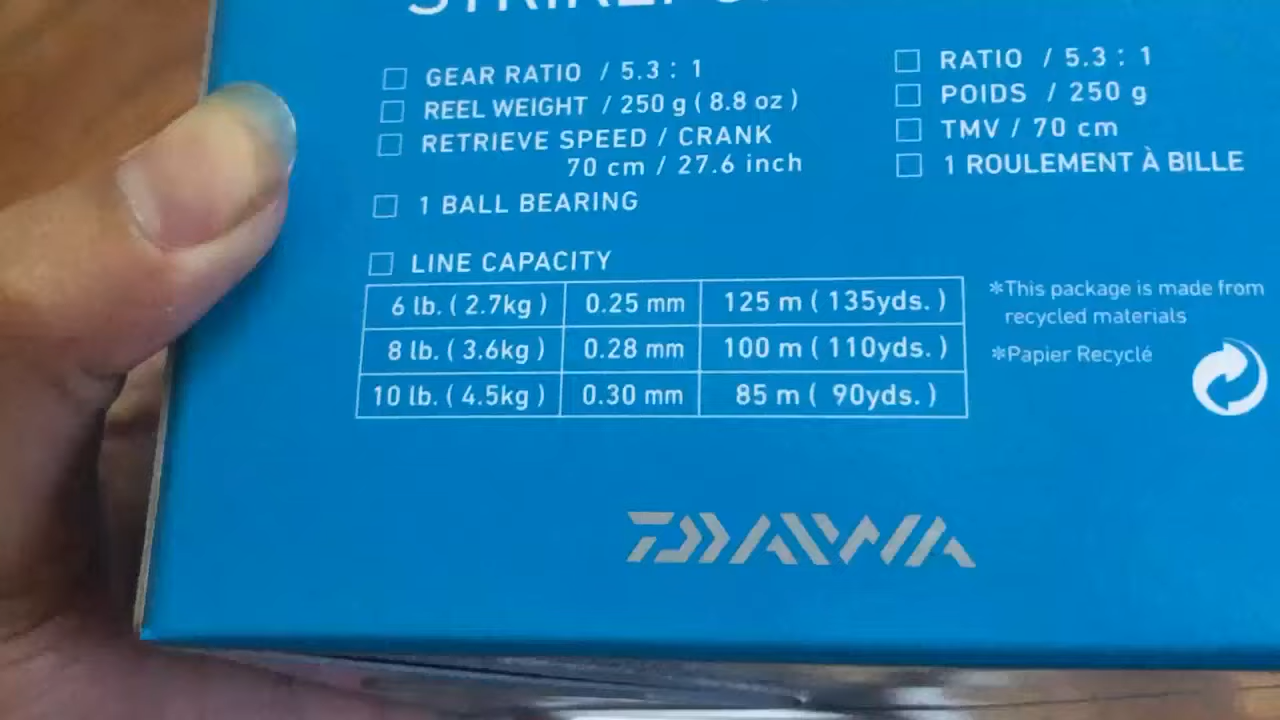 GEAR RATIO / 5.3 : 1
REEL WEIGHT / 250 g ( 8.8 oz )
RETRIEVE SPEED / CRANK
70 cm / 27.6 inch
1 BALL BEARING
RATIO / 5.3 : 1
POIDS / 250 g
TMV / 70 cm
1 ROULEMENT À BILLE
LINE CAPACITY
6 lb. ( 2.7kg ) 0.25 mm 125 m ( 135yds. )
8 lb. ( 3.6kg ) 0.28 mm 100 m ( 110yds. )
10 lb. ( 4.5kg ) 0.30 mm 85 m ( 90yds. )
*This package is made from
recycled materials
*Papier Recyclé
DAIWA